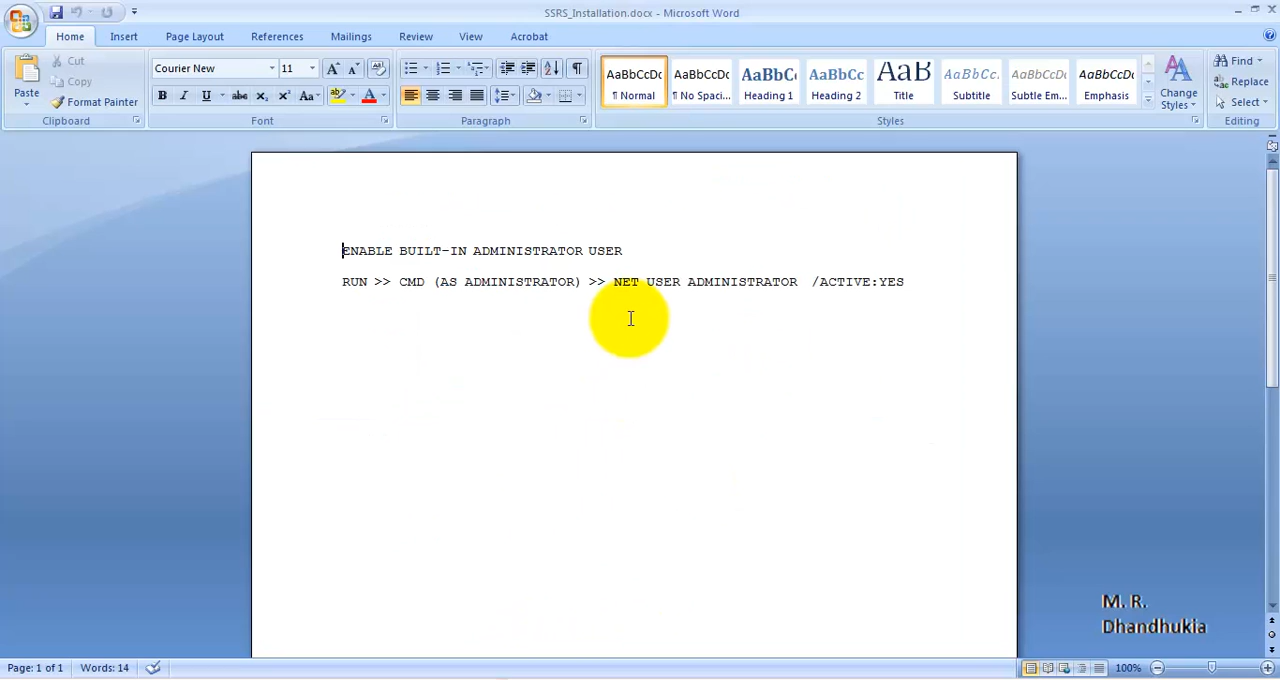 SSRS_Installation.docx - Microsoft Word
Home Insert Page Layout References Mailings Review View Acrobat
Paste
Cut
Copy
Format Painter
Clipboard
Courier New 11
Font
Paragraph
AaBbCcDc AaBbCcDc AaBbC AaBbCc AaB AaBbCc. AaBbCcDc AaBbCcDc
¶ Normal ¶ No Spaci... Heading 1 Heading 2 Title Subtitle Subtle Em... Emphasis
Change Styles
Styles
Find
Replace
Select
Editing
ENABLE BUILT-IN ADMINISTRATOR USER
RUN >> CMD (AS ADMINISTRATOR) >> NET USER ADMINISTRATOR /ACTIVE:YES
M. R.
Dhandhukia
Page: 1 of 1 Words: 14 100%